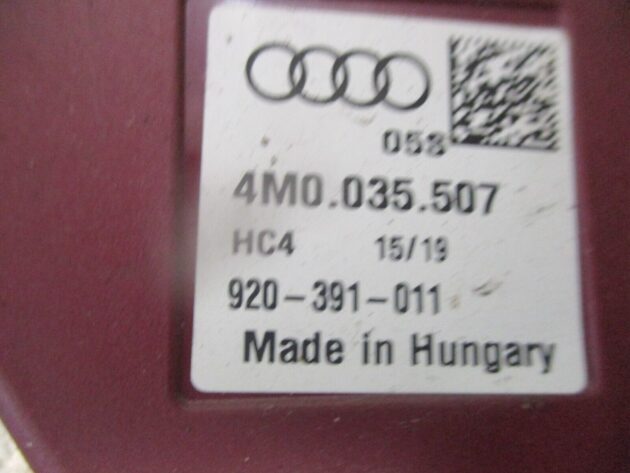 058
4M0.035.507
HC4 15/19
920-391-011
Made in Hungary